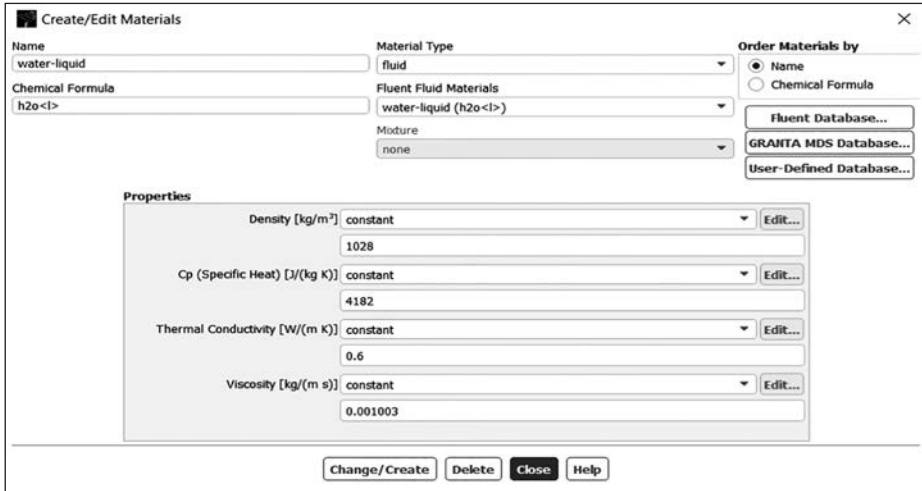 Create/Edit Materials
Name
water-liquid
Chemical Formula
h2o<l>
Material Type
fluid
Fluent Fluid Materials
water-liquid (h2o<l>)
Mixture
none
Order Materials by
Name
Chemical Formula
Fluent Database...
GRANTA MDS Database...
User-Defined Database...
Properties
Density [kg/m³] constant Edit...
1028
Cp (Specific Heat) [J/(kg K)] constant Edit...
4182
Thermal Conductivity [W/(m K)] constant Edit...
0.6
Viscosity [kg/(m s)] constant Edit...
0.001003
Change/Create Delete Close Help